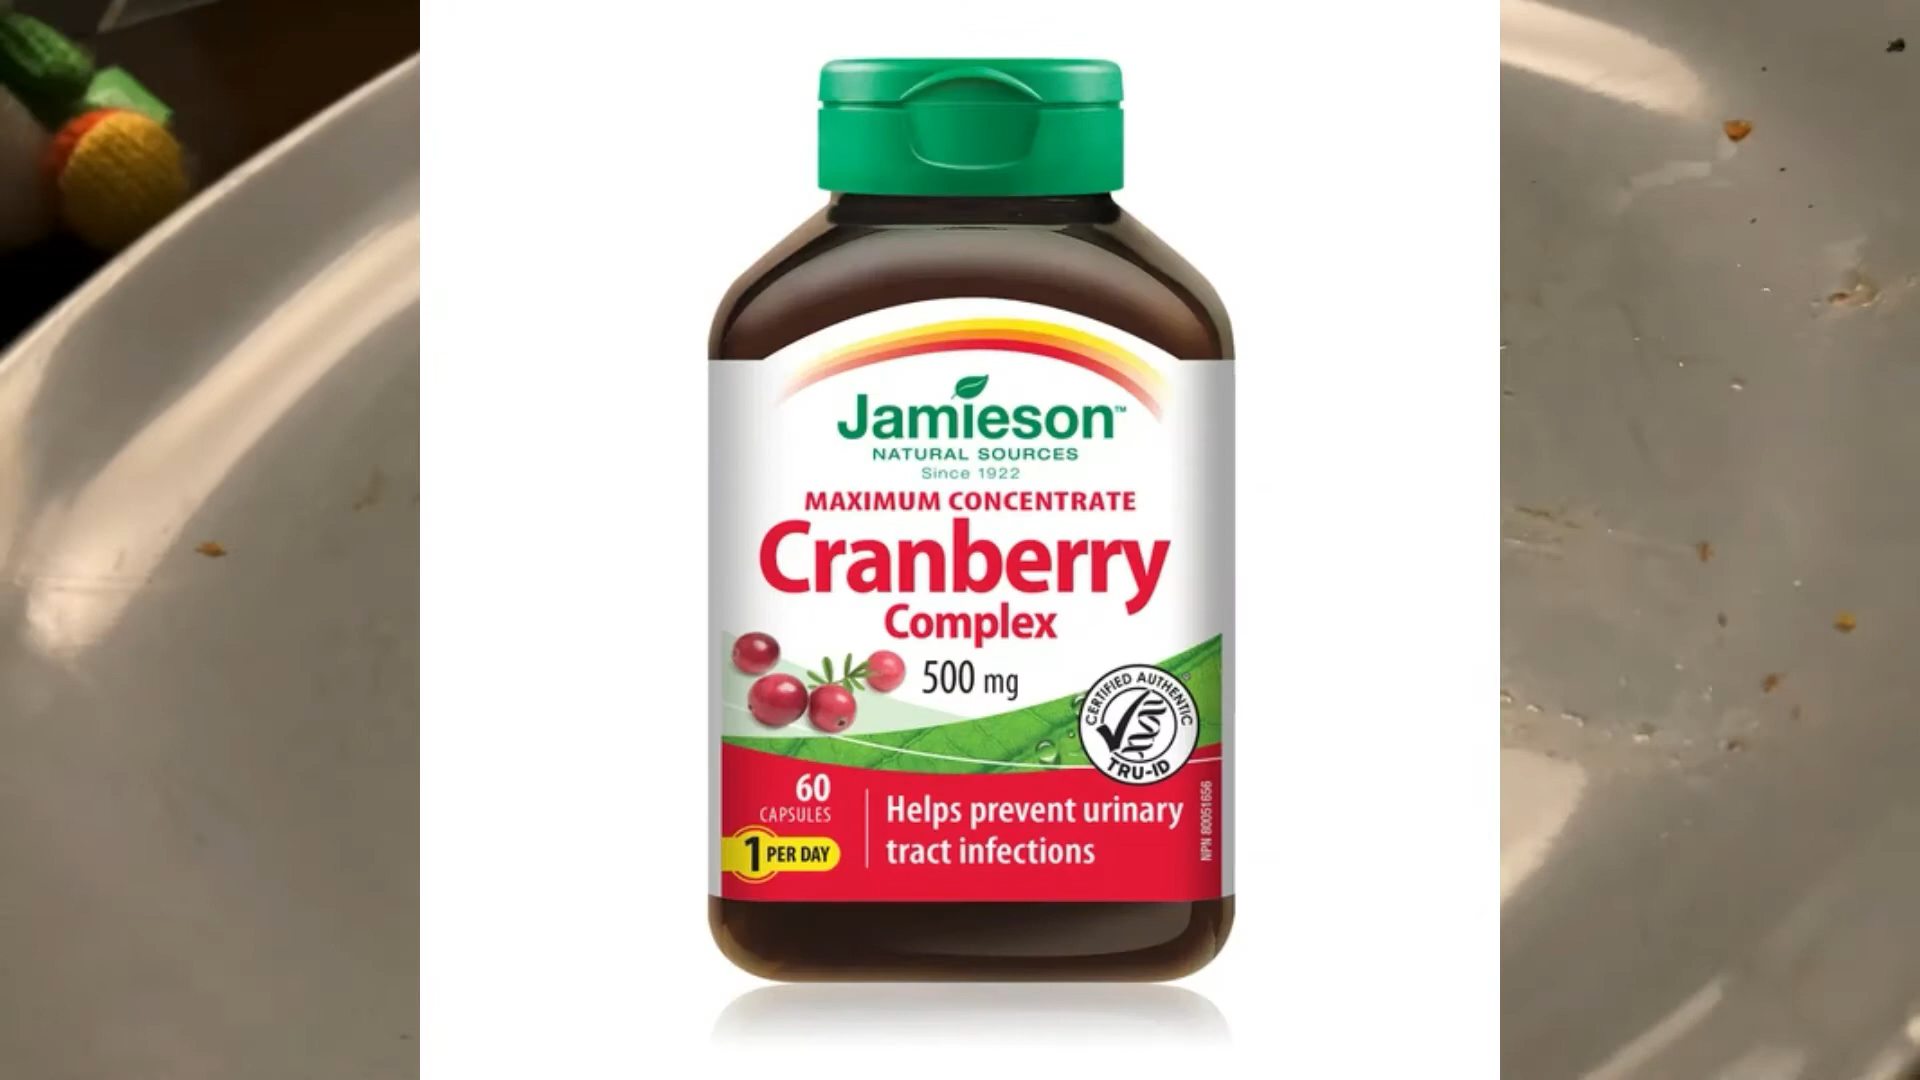 Jamieson™
NATURAL SOURCES
Since 1922
MAXIMUM CONCENTRATE
Cranberry
Complex
500 mg
CERTIFIED AUTHENTIC
TRU-ID
60
CAPSULES
1 PER DAY
Helps prevent urinary
tract infections
NPN 80051656